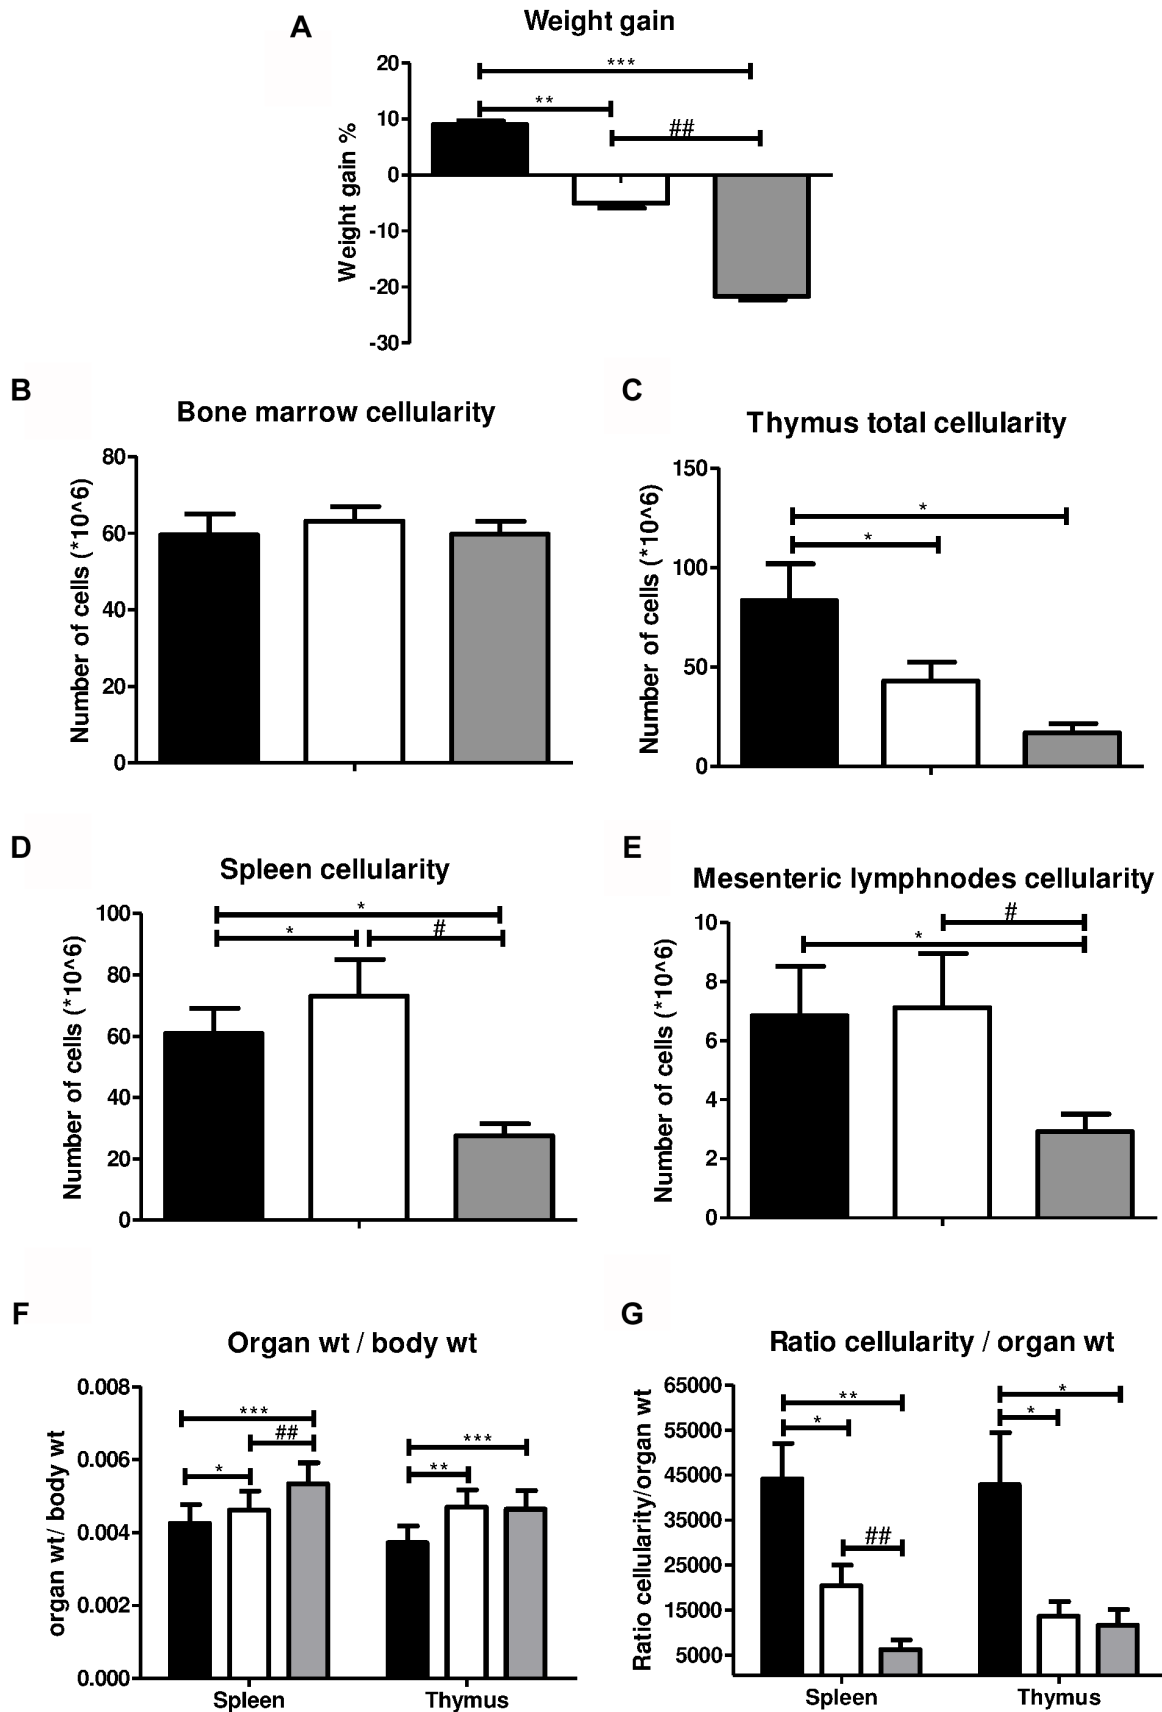 A
Weight gain
Weight gain %
20
10
0
-10
-20
-30
***
**
##
B
Bone marrow cellularity
Number of cells (*10^6)
80
60
40
20
0
C
Thymus total cellularity
Number of cells (*10^6)
150
100
50
0
*
*
D
Spleen cellularity
Number of cells (*10^6)
100
80
60
40
20
0
*
*
#
E
Mesenteric lymphnodes cellularity
Number of cells (*10^6)
10
8
6
4
2
0
#
*
F
Organ wt / body wt
organ wt/ body wt
0.008
0.006
0.004
0.002
0.000
***
##
*
***
**
Spleen
Thymus
G
Ratio cellularity / organ wt
Ratio cellularity/organ wt
65000
55000
45000
35000
25000
15000
5000
**
*
##
*
*
Spleen
Thymus